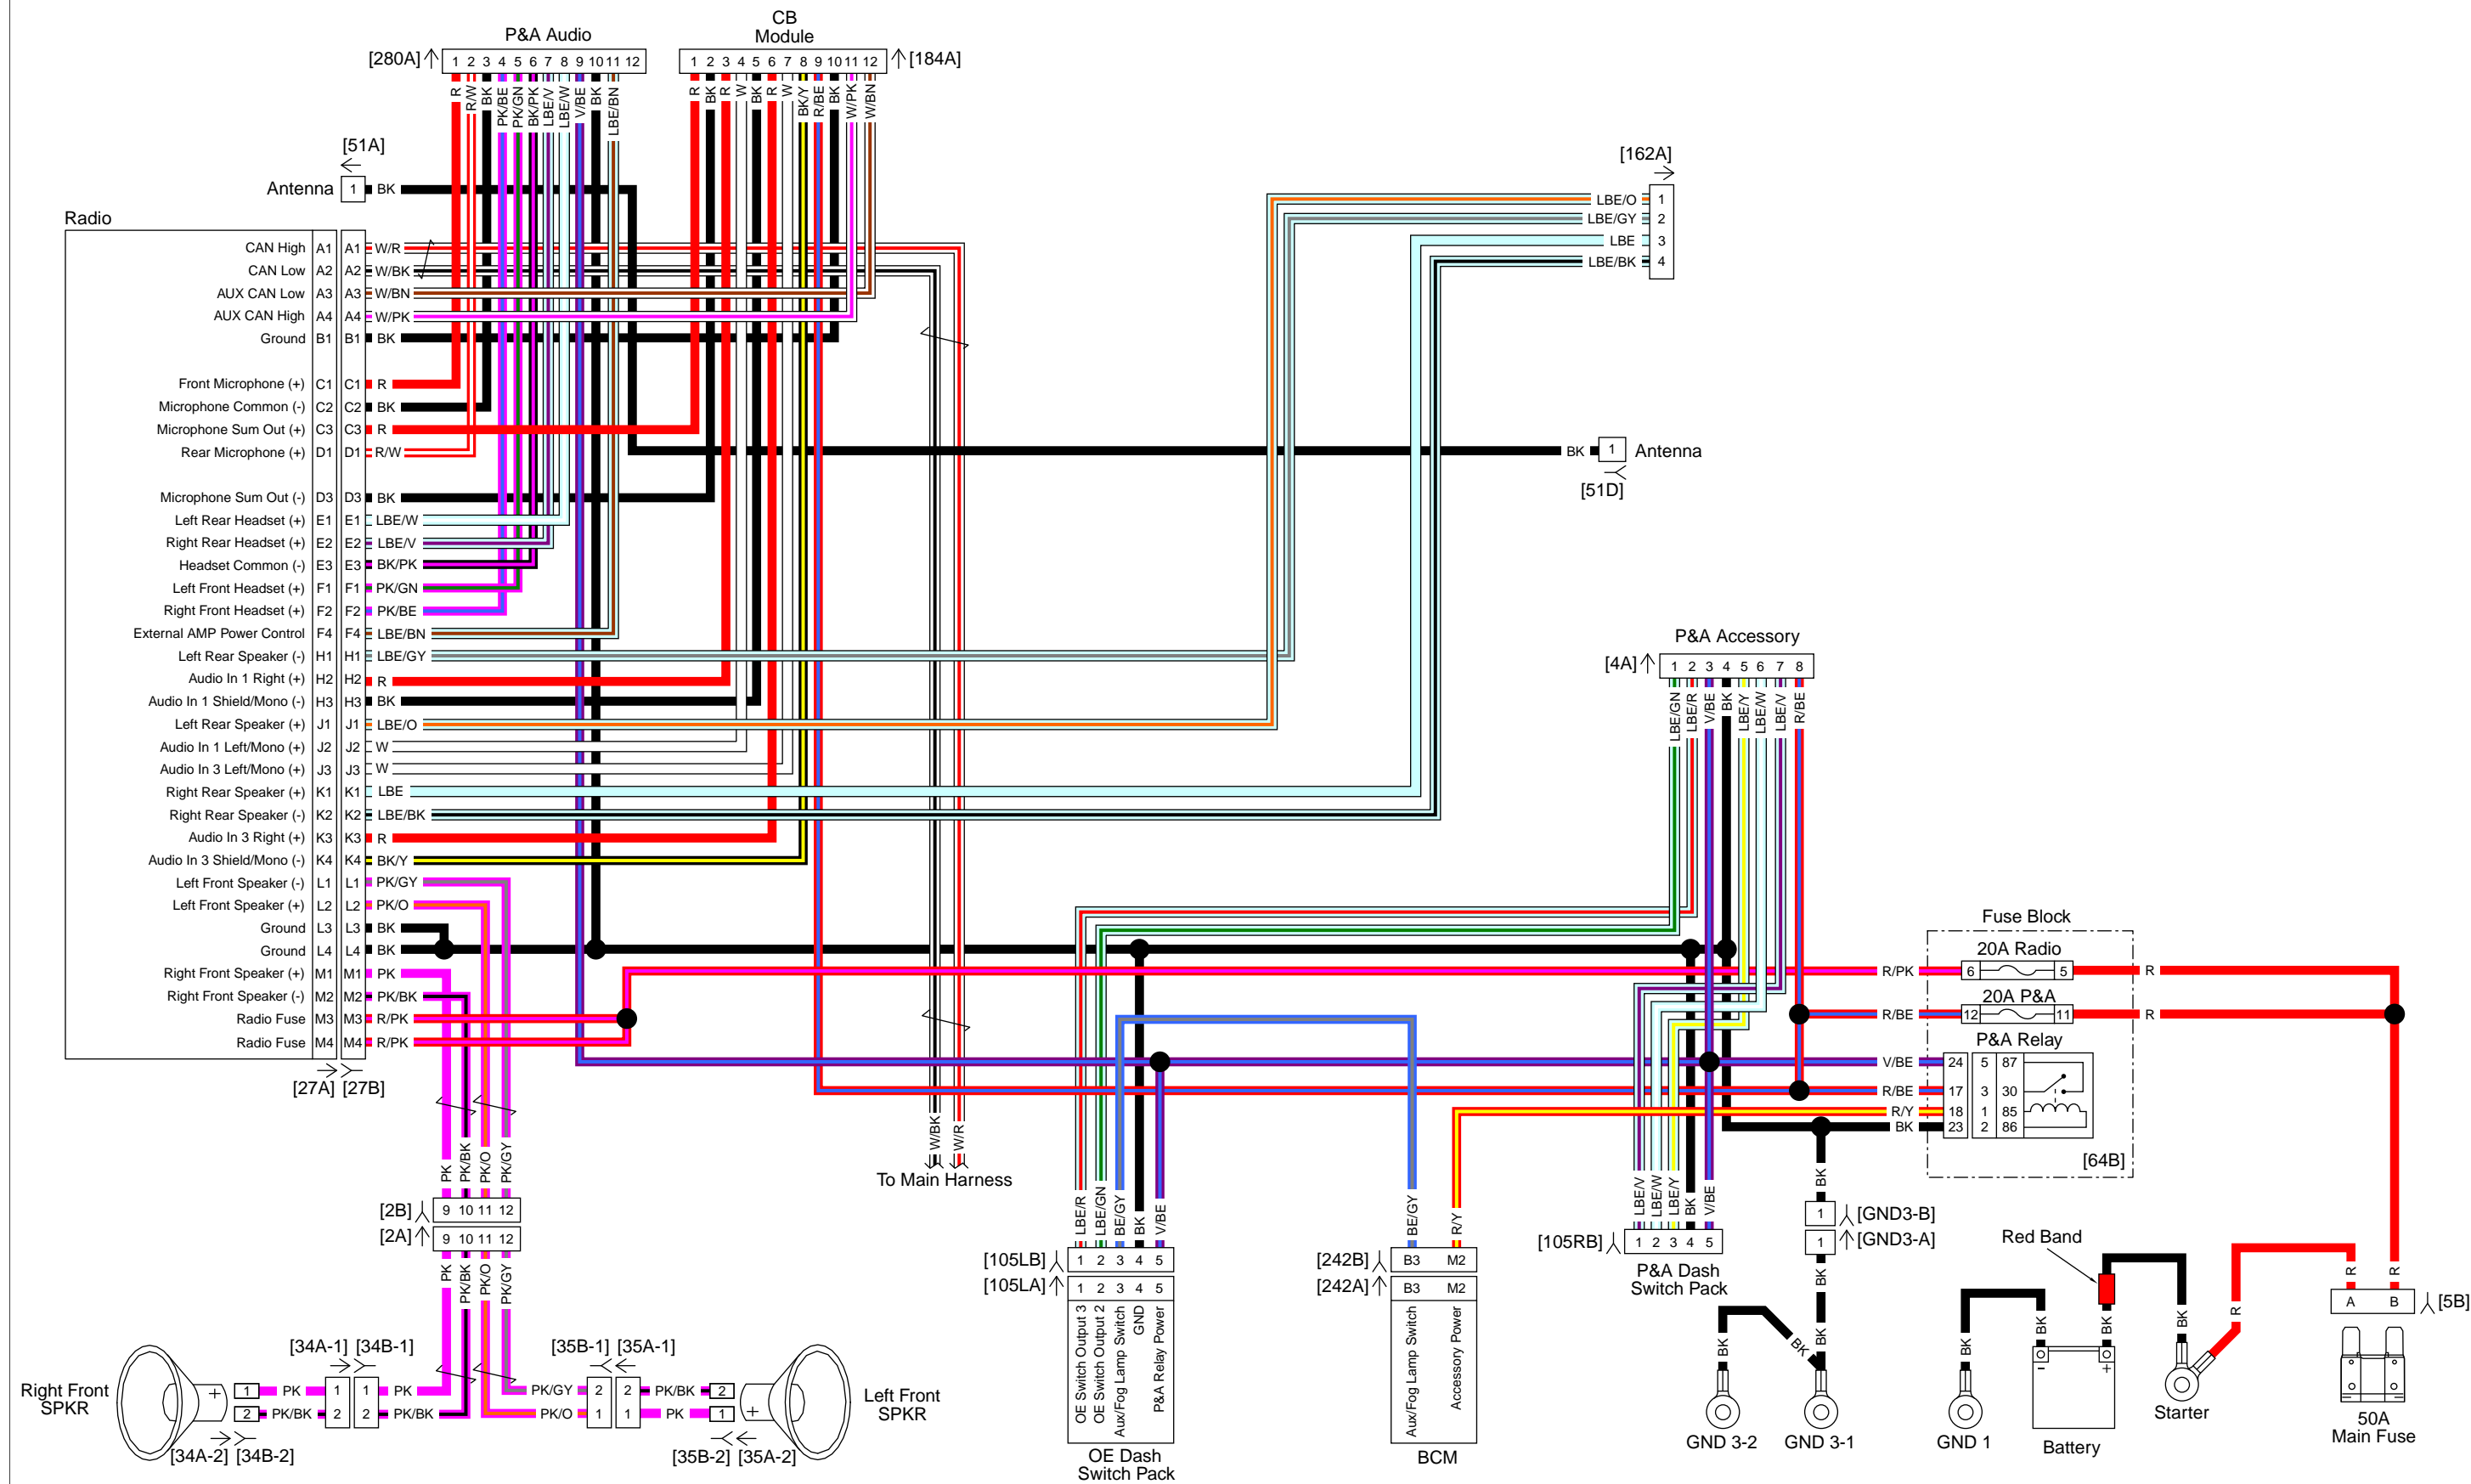 CB
P&A Audio Module
[280A] 1 2 3 4 5 6 7 8 9 10 11 12
1 2 3 4 5 6 7 8 9 10 11 12 [184A]
R R/W BK PK/BE PK/GN BK/PK LBE/V LBE/W V/BE BK LBE/BN
R BK R W BK R W BK/Y R/BE BK W/PK W/BN
[51A]
Antenna 1 BK
[162A]
LBE/O 1
LBE/GY 2
LBE 3
LBE/BK 4
Radio
CAN High A1 A1 W/R
CAN Low A2 A2 W/BK
AUX CAN Low A3 A3 W/BN
AUX CAN High A4 A4 W/PK
Ground B1 B1 BK
Front Microphone (+) C1 C1 R
Microphone Common (-) C2 C2 BK
Microphone Sum Out (+) C3 C3 R
Rear Microphone (+) D1 D1 R/W
BK 1 Antenna
[51D]
Microphone Sum Out (-) D3 D3 BK
Left Rear Headset (+) E1 E1 LBE/W
Right Rear Headset (+) E2 E2 LBE/V
Headset Common (-) E3 E3 BK/PK
Left Front Headset (+) F1 F1 PK/GN
Right Front Headset (+) F2 F2 PK/BE
External AMP Power Control F4 F4 LBE/BN
Left Rear Speaker (-) H1 H1 LBE/GY
Audio In 1 Right (+) H2 H2 R
Audio In 1 Shield/Mono (-) H3 H3 BK
Left Rear Speaker (+) J1 J1 LBE/O
Audio In 1 Left/Mono (+) J2 J2 W
Audio In 3 Left/Mono (+) J3 J3 W
Right Rear Speaker (+) K1 K1 LBE
Right Rear Speaker (-) K2 K2 LBE/BK
Audio In 3 Right (+) K3 K3 R
Audio In 3 Shield/Mono (-) K4 K4 BK/Y
Left Front Speaker (-) L1 L1 PK/GY
Left Front Speaker (+) L2 L2 PK/O
Ground L3 L3 BK
Ground L4 L4 BK
Right Front Speaker (+) M1 M1 PK
Right Front Speaker (-) M2 M2 PK/BK
Radio Fuse M3 M3 R/PK
Radio Fuse M4 M4 R/PK
[27A] [27B]
P&A Accessory
[4A] 1 2 3 4 5 6 7 8
LBE/GN LBE/R V/BE BK LBE/Y LBE/W LBE/V R/BE
Fuse Block
20A Radio
R/PK 6 5 R
20A P&A
R/BE 12 11 R
P&A Relay
V/BE 24 5 87
R/BE 17 3 30
R/Y 18 1 85
BK 23 2 86
[64B]
W/BK W/R
To Main Harness
PK PK/BK PK/O PK/GY
[2B] 9 10 11 12
[2A] 9 10 11 12
PK PK/BK PK/O PK/GY
LBE/R LBE/GN BE/GY BK V/BE
[105LB] 1 2 3 4 5
[105LA] 1 2 3 4 5
OE Switch Output 3
OE Switch Output 2
Aux/Fog Lamp Switch
GND
P&A Relay Power
OE Dash
Switch Pack
BE/GY R/Y
[242B] B3 M2
[242A] B3 M2
Aux/Fog Lamp Switch
Accessory Power
BCM
LBE/V LBE/W LBE/Y BK V/BE
[105RB] 1 2 3 4 5
P&A Dash
Switch Pack
BK
1 [GND3-B]
1 [GND3-A]
BK
BK BK BK
GND 3-2 GND 3-1
Red Band
BK BK BK BK
- +
GND 1
Battery
R
Starter
R R
A B [5B]
50A
Main Fuse
[34A-1] [34B-1]
Right Front
SPKR
+ 1 PK 1 1 PK
2 PK/BK 2 2 PK/BK
[34A-2] [34B-2]
[35B-1] [35A-1]
PK/GY 2 2 PK/BK 2
PK/O 1 1 PK 1 +
Left Front
SPKR
[35B-2] [35A-2]